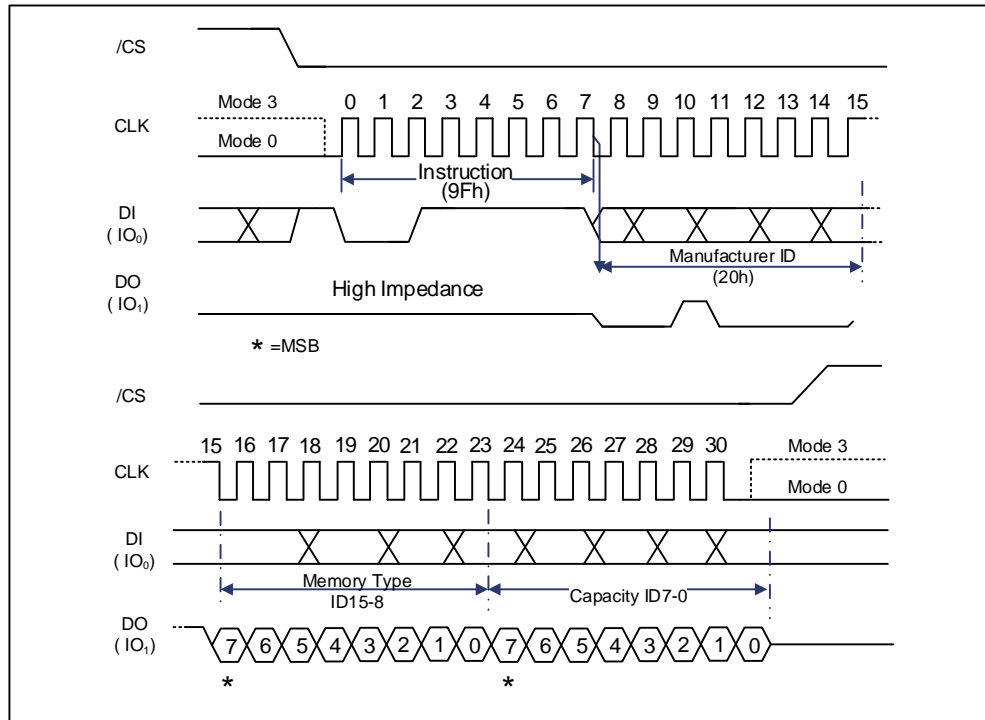 /CS
0 1 2 3 4 5 6 7 8 9 10 11 12 13 14 15
Mode 3
CLK
Mode 0
Instruction
(9Fh)
DI
( IO₀)
Manufacturer ID
(20h)
DO
( IO₁)
High Impedance
* =MSB
/CS
15 16 17 18 19 20 21 22 23 24 25 26 27 28 29 30
Mode 3
CLK
Mode 0
DI
( IO₀)
Memory Type
ID15-8
Capacity ID7-0
DO
( IO₁)
7 6 5 4 3 2 1 0 7 6 5 4 3 2 1 0
* *